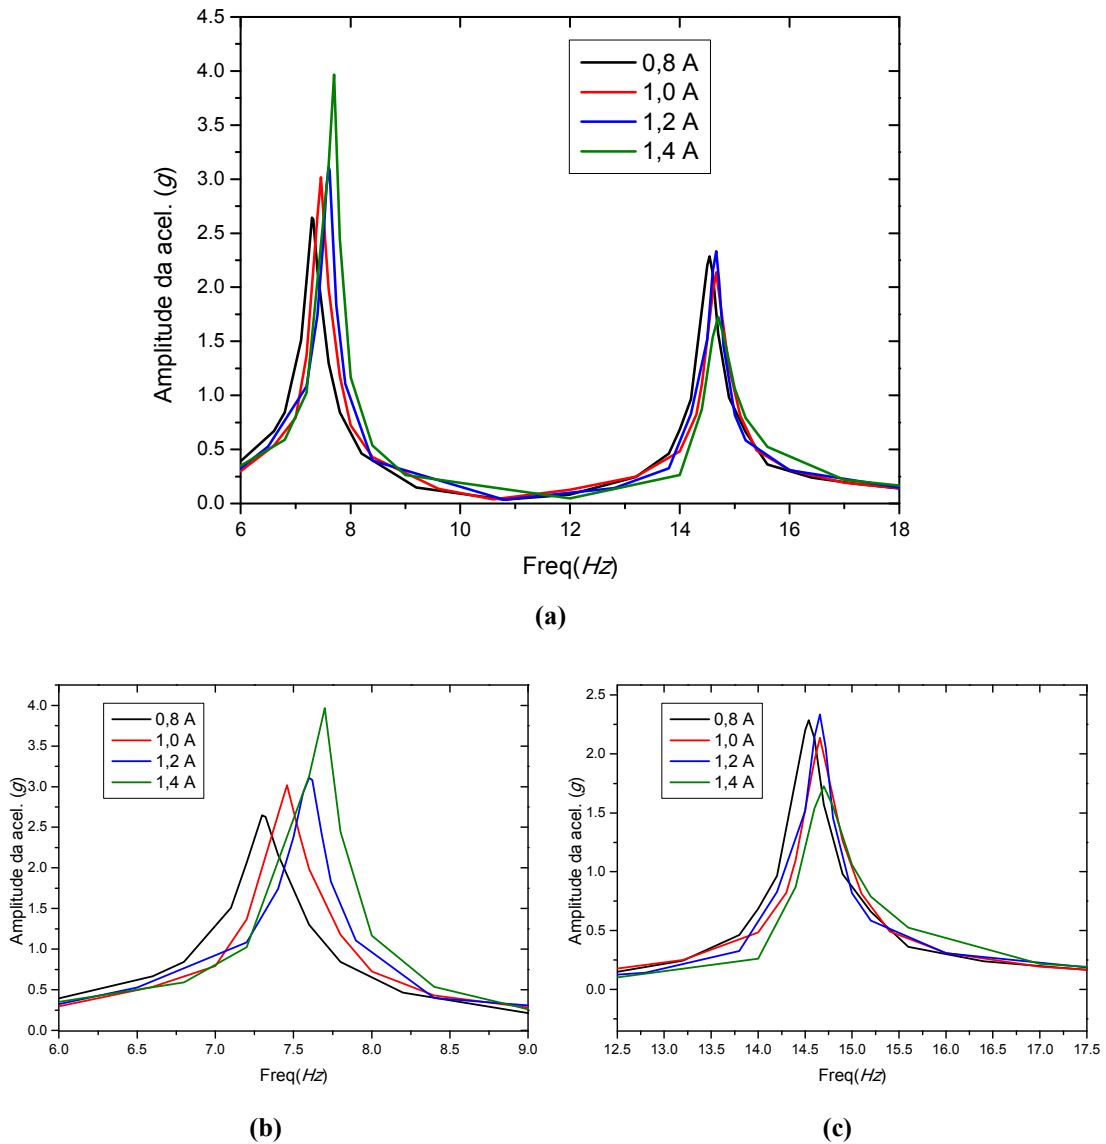 4.5
4.0
3.5
3.0
2.5
2.0
1.5
1.0
0.5
0.0
Amplitude da acel. (g)
0,8 A
1,0 A
1,2 A
1,4 A
6 8 10 12 14 16 18
Freq(Hz)
(a)
4.0
3.5
3.0
2.5
2.0
1.5
1.0
0.5
0.0
Amplitude da acel. (g)
0,8 A
1,0 A
1,2 A
1,4 A
6.0 6.5 7.0 7.5 8.0 8.5 9.0
Freq(Hz)
(b)
2.5
2.0
1.5
1.0
0.5
0.0
Amplitude da acel. (g)
0,8 A
1,0 A
1,2 A
1,4 A
12.5 13.0 13.5 14.0 14.5 15.0 15.5 16.0 16.5 17.0 17.5
Freq(Hz)
(c)